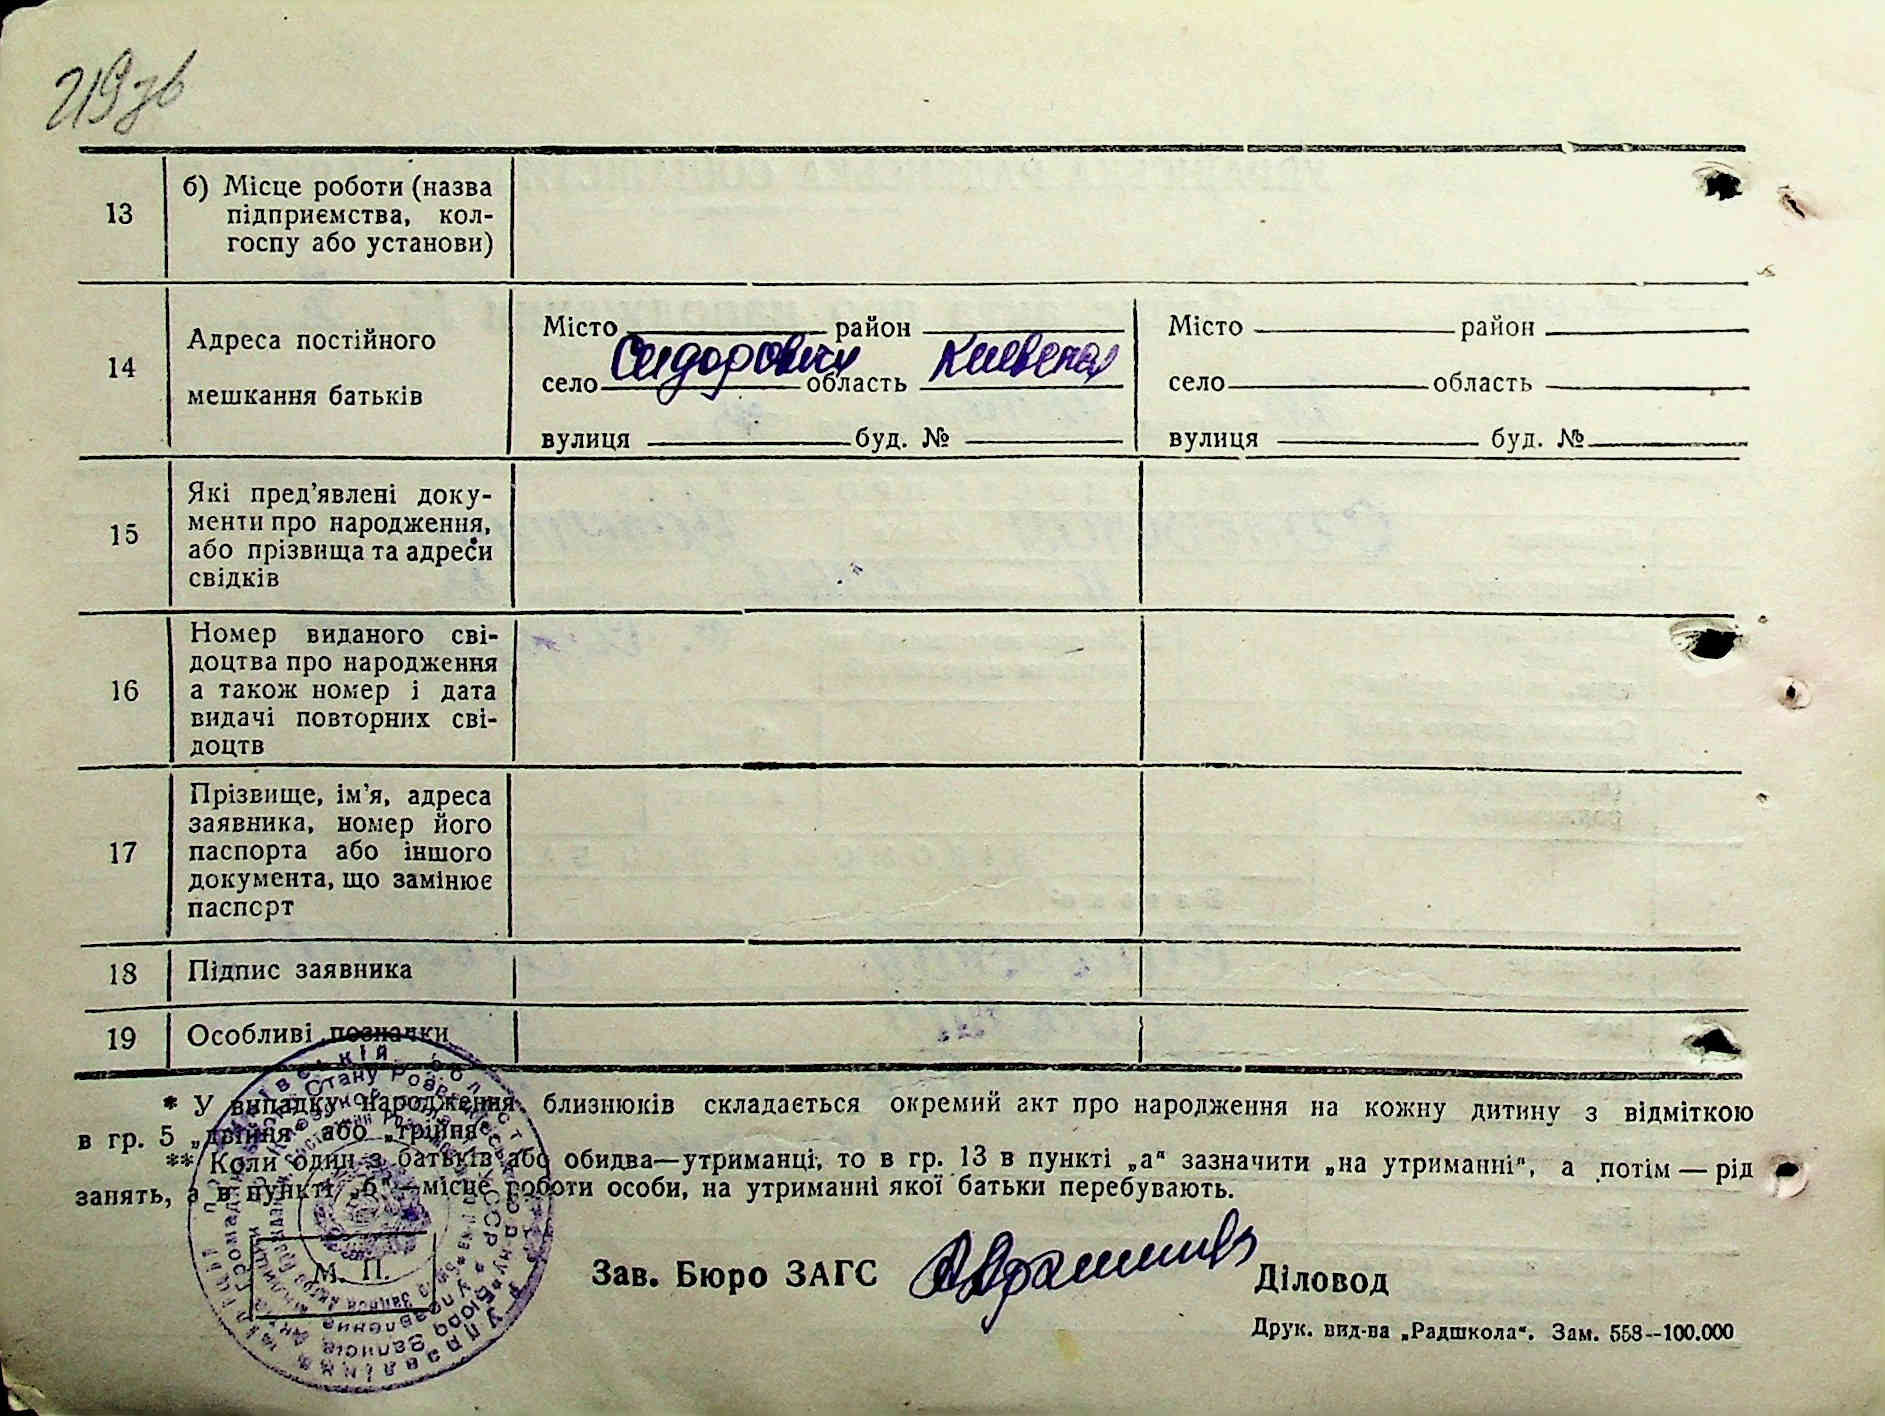 219зв
13
б) Місце роботи (назва
підприємства, кол-
госпу або установи)
14
Адреса постійного
мешкання батьків
Місто район
Сидоровичі Киевская
село область
вулиця буд. №
Місто район
село область
вулиця буд. №
15
Які пред'явлені доку-
менти про народження,
або прізвища та адреси
свідків
16
Номер виданого сві-
доцтва про народження
а також номер і дата
видачі повторних сві-
доцтв
17
Прізвище, ім'я, адреса
заявника, номер його
паспорта або іншого
документа, що замінює
паспорт
18
Підпис заявника
19
Особливі позначки
* У випадку народження близнюків складається окремий акт про народження на кожну дитину з відміткою
в гр. 5 „двійня“ або „трійня“.
** Коли один з батьків або обидва—утриманці, то в гр. 13 в пункті „а“ зазначити „на утриманні“, а потім — рід
занять, а в пункті „б“—місце роботи особи, на утриманні якої батьки перебувають.
М. П.
Зав. Бюро ЗАГС
Діловод
Друк. вид-ва „Радшкола“. Зам. 558—100.000